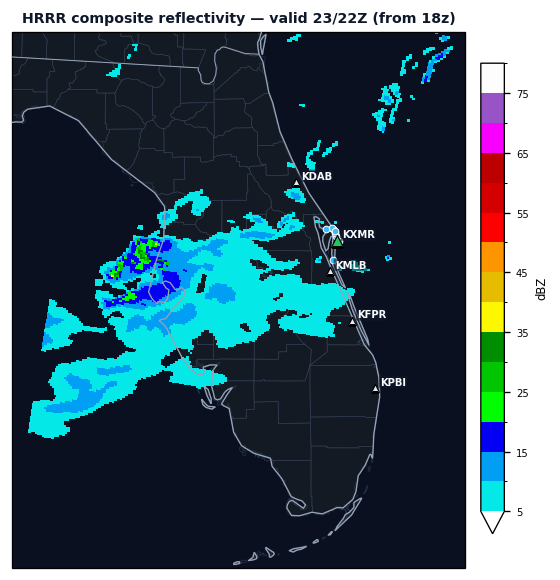 HRRR composite reflectivity — valid 23/22Z (from 18z)
KDAB
KXMR
KMLB
KFPR
KPBI
75
65
55
45
35
25
15
5
dBZ